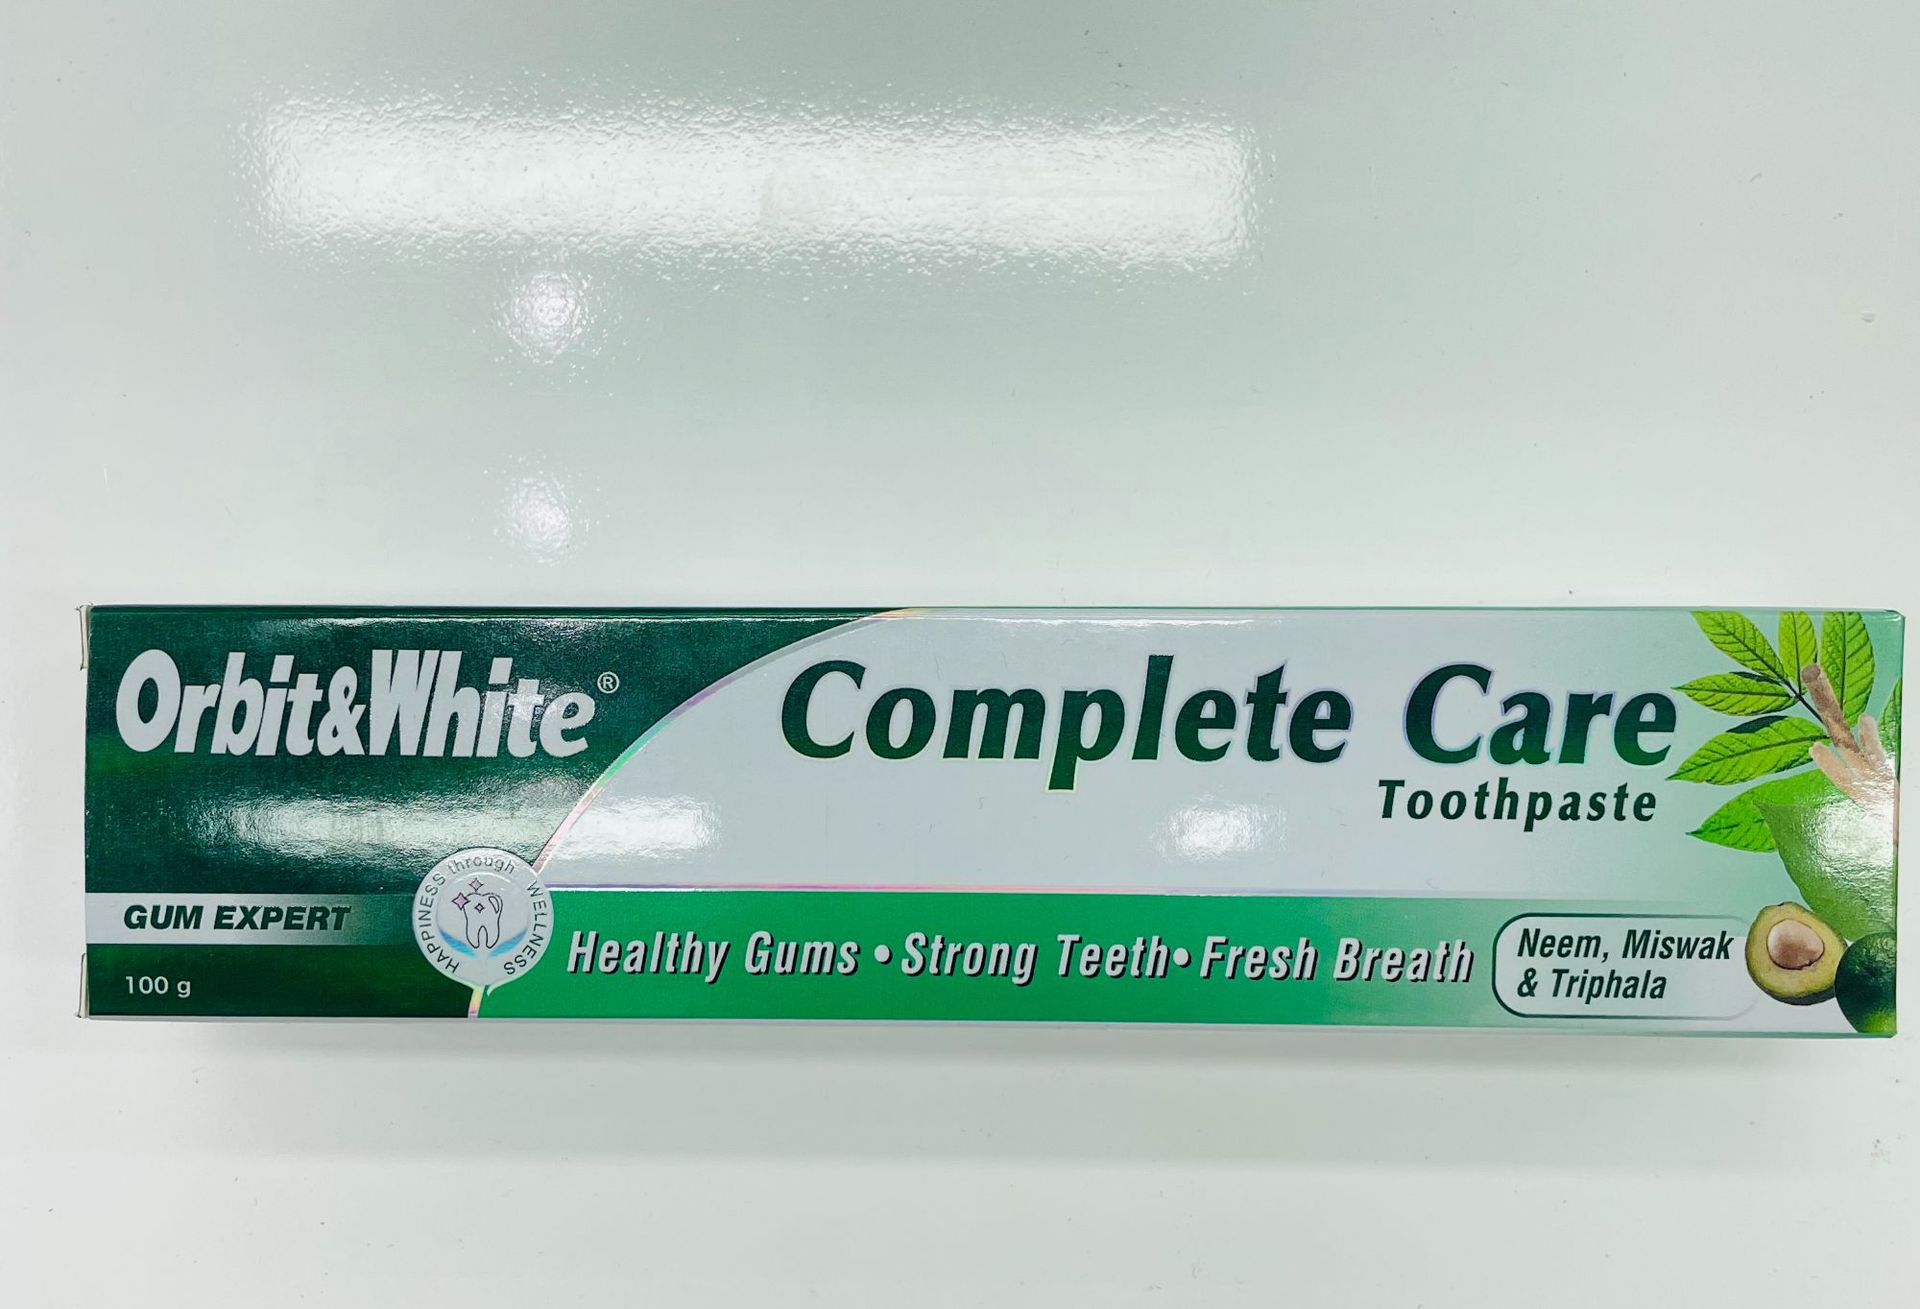 Orbit&White®
Complete Care
Toothpaste
GUM EXPERT
100 g
HAPPINESS through WELLNESS
Healthy Gums • Strong Teeth • Fresh Breath
Neem, Miswak
& Triphala